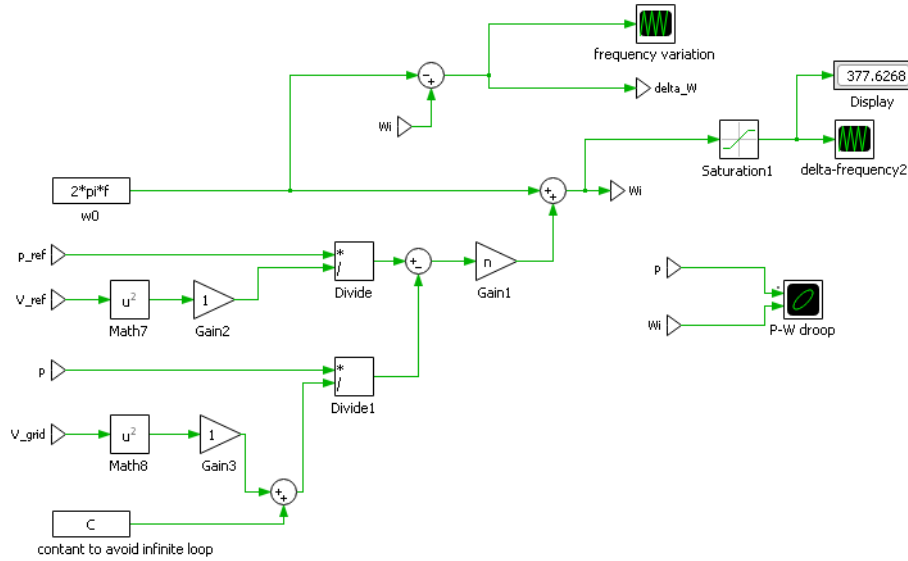 frequency variation
delta_W
377.6268
Display
Wi
Saturation1
delta-frequency2
2*pi*f
w0
Wi
p_ref
*
/
Divide
n
Gain1
V_ref
u²
Math7
1
Gain2
p
Wi
P-W droop
p
*
/
Divide1
V_grid
u²
Math8
1
Gain3
C
contant to avoid infinite loop